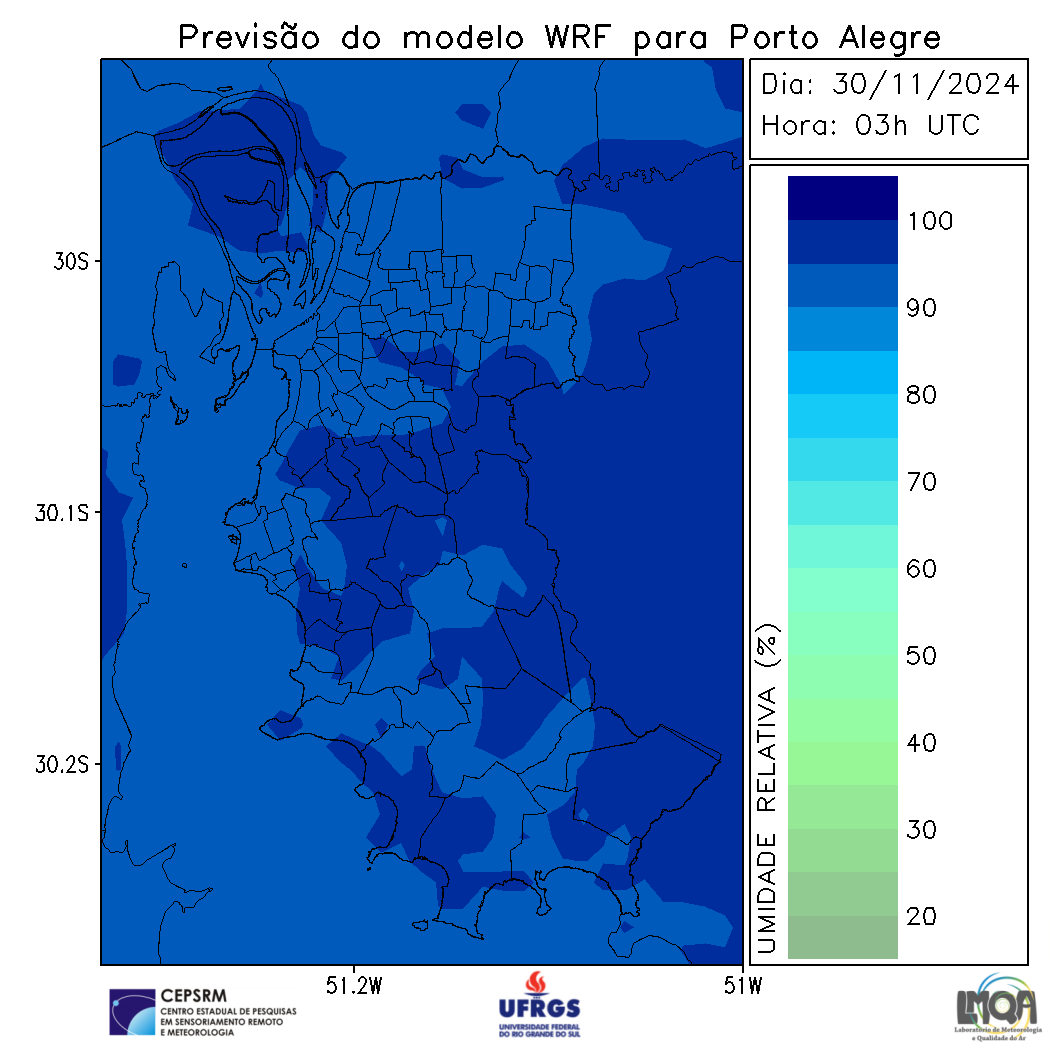 Previsão do modelo WRF para Porto Alegre
Dia: 30/11/2024
Hora: 03h UTC
30S
30.1S
30.2S
51.2W
51W
100
90
80
70
60
50
40
30
20
UMIDADE RELATIVA (%)
CEPSRM
CENTRO ESTADUAL DE PESQUISAS
EM SENSORIAMENTO REMOTO
E METEOROLOGIA
UFRGS
UNIVERSIDADE FEDERAL
DO RIO GRANDE DO SUL
LMQA
Laboratório de Meteorologia
e Qualidade do Ar